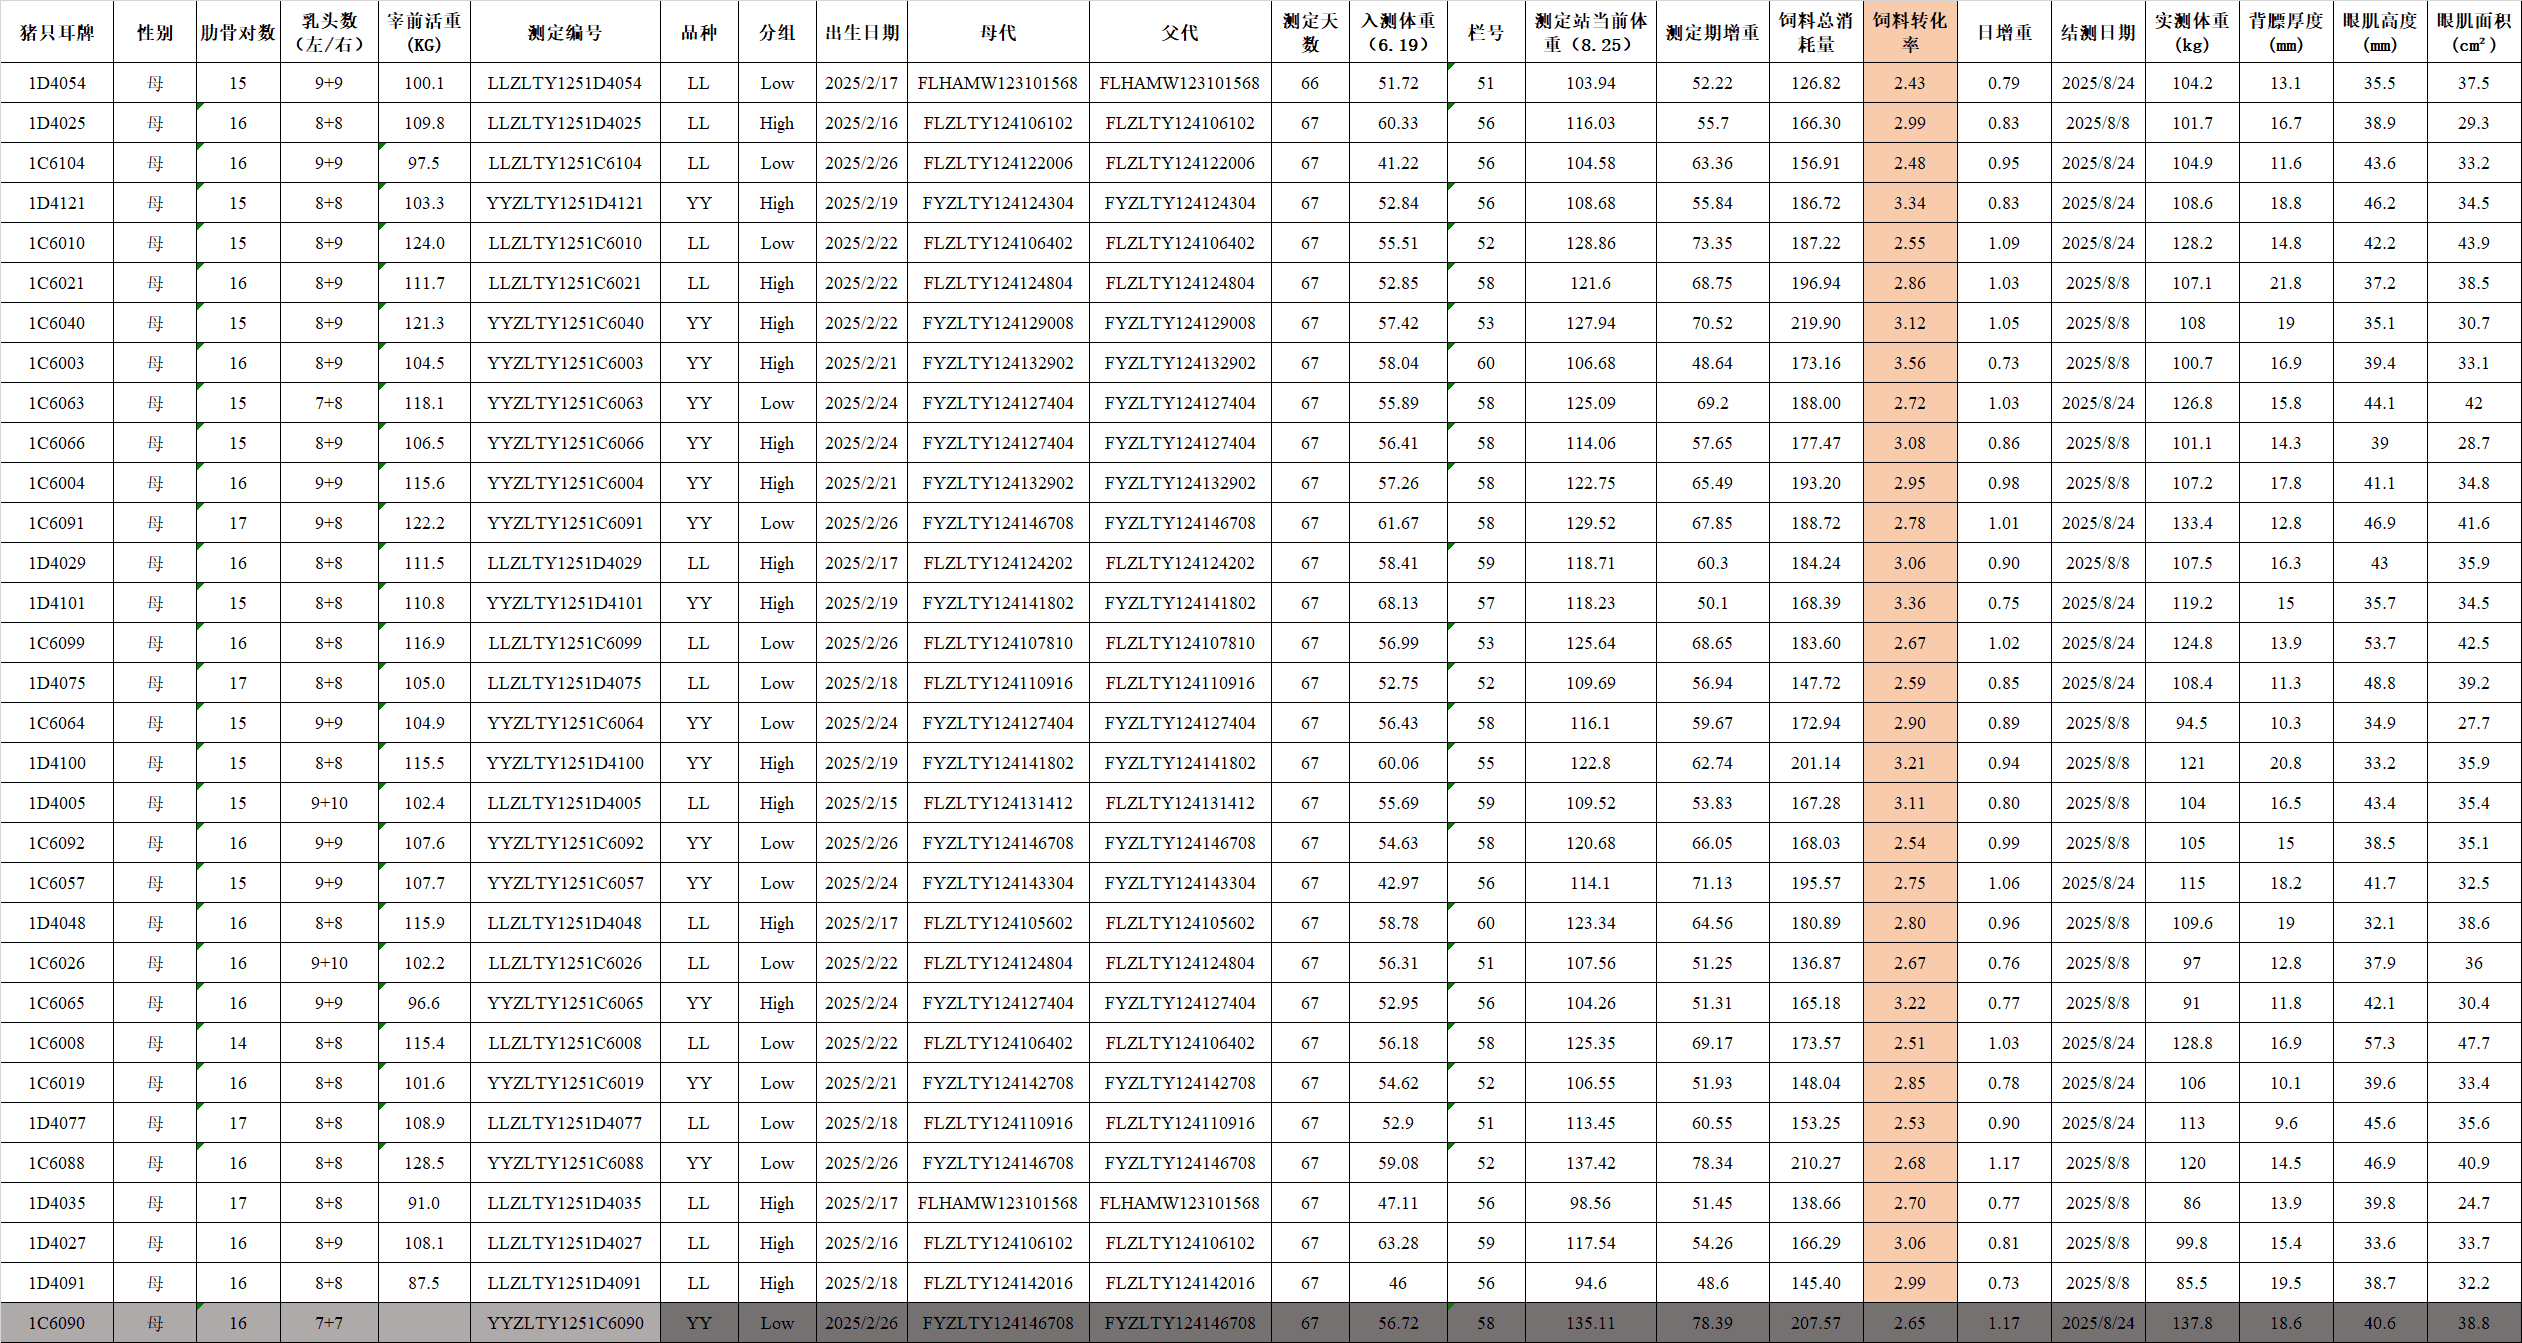 猪只耳牌 性别 肋骨对数 乳头数（左/右） 宰前活重(KG) 测定编号 品种 分组 出生日期 母代 父代 测定天数 入测体重（6.19） 栏号 测定站当前体重（8.25） 测定期增重 饲料总消耗量 饲料转化率 日增重 结测日期 实测体重(kg) 背膘厚度(mm) 眼肌高度(mm) 眼肌面积(cm²)
1D4054 母 15 9+9 100.1 LLZLTY1251D4054 LL Low 2025/2/17 FLHAMW123101568 FLHAMW123101568 66 51.72 51 103.94 52.22 126.82 2.43 0.79 2025/8/24 104.2 13.1 35.5 37.5
1D4025 母 16 8+8 109.8 LLZLTY1251D4025 LL High 2025/2/16 FLZLTY124106102 FLZLTY124106102 67 60.33 56 116.03 55.7 166.30 2.99 0.83 2025/8/8 101.7 16.7 38.9 29.3
1C6104 母 16 9+9 97.5 LLZLTY1251C6104 LL Low 2025/2/26 FLZLTY124122006 FLZLTY124122006 67 41.22 56 104.58 63.36 156.91 2.48 0.95 2025/8/24 104.9 11.6 43.6 33.2
1D4121 母 15 8+8 103.3 YYZLTY1251D4121 YY High 2025/2/19 FYZLTY124124304 FYZLTY124124304 67 52.84 56 108.68 55.84 186.72 3.34 0.83 2025/8/24 108.6 18.8 46.2 34.5
1C6010 母 15 8+9 124.0 LLZLTY1251C6010 LL Low 2025/2/22 FLZLTY124106402 FLZLTY124106402 67 55.51 52 128.86 73.35 187.22 2.55 1.09 2025/8/24 128.2 14.8 42.2 43.9
1C6021 母 16 8+9 111.7 LLZLTY1251C6021 LL High 2025/2/22 FLZLTY124124804 FLZLTY124124804 67 52.85 58 121.6 68.75 196.94 2.86 1.03 2025/8/8 107.1 21.8 37.2 38.5
1C6040 母 15 8+9 121.3 YYZLTY1251C6040 YY High 2025/2/22 FYZLTY124129008 FYZLTY124129008 67 57.42 53 127.94 70.52 219.90 3.12 1.05 2025/8/8 108 19 35.1 30.7
1C6003 母 16 8+9 104.5 YYZLTY1251C6003 YY High 2025/2/21 FYZLTY124132902 FYZLTY124132902 67 58.04 60 106.68 48.64 173.16 3.56 0.73 2025/8/8 100.7 16.9 39.4 33.1
1C6063 母 15 7+8 118.1 YYZLTY1251C6063 YY Low 2025/2/24 FYZLTY124127404 FYZLTY124127404 67 55.89 58 125.09 69.2 188.00 2.72 1.03 2025/8/24 126.8 15.8 44.1 42
1C6066 母 15 8+9 106.5 YYZLTY1251C6066 YY High 2025/2/24 FYZLTY124127404 FYZLTY124127404 67 56.41 58 114.06 57.65 177.47 3.08 0.86 2025/8/8 101.1 14.3 39 28.7
1C6004 母 16 9+9 115.6 YYZLTY1251C6004 YY High 2025/2/21 FYZLTY124132902 FYZLTY124132902 67 57.26 58 122.75 65.49 193.20 2.95 0.98 2025/8/8 107.2 17.8 41.1 34.8
1C6091 母 17 9+8 122.2 YYZLTY1251C6091 YY Low 2025/2/26 FYZLTY124146708 FYZLTY124146708 67 61.67 58 129.52 67.85 188.72 2.78 1.01 2025/8/24 133.4 12.8 46.9 41.6
1D4029 母 16 8+8 111.5 LLZLTY1251D4029 LL High 2025/2/17 FLZLTY124124202 FLZLTY124124202 67 58.41 59 118.71 60.3 184.24 3.06 0.90 2025/8/8 107.5 16.3 43 35.9
1D4101 母 15 8+8 110.8 YYZLTY1251D4101 YY High 2025/2/19 FYZLTY124141802 FYZLTY124141802 67 68.13 57 118.23 50.1 168.39 3.36 0.75 2025/8/24 119.2 15 35.7 34.5
1C6099 母 16 8+8 116.9 LLZLTY1251C6099 LL Low 2025/2/26 FLZLTY124107810 FLZLTY124107810 67 56.99 53 125.64 68.65 183.60 2.67 1.02 2025/8/24 124.8 13.9 53.7 42.5
1D4075 母 17 8+8 105.0 LLZLTY1251D4075 LL Low 2025/2/18 FLZLTY124110916 FLZLTY124110916 67 52.75 52 109.69 56.94 147.72 2.59 0.85 2025/8/24 108.4 11.3 48.8 39.2
1C6064 母 15 9+9 104.9 YYZLTY1251C6064 YY Low 2025/2/24 FYZLTY124127404 FYZLTY124127404 67 56.43 58 116.1 59.67 172.94 2.90 0.89 2025/8/8 94.5 10.3 34.9 27.7
1D4100 母 15 8+8 115.5 YYZLTY1251D4100 YY High 2025/2/19 FYZLTY124141802 FYZLTY124141802 67 60.06 55 122.8 62.74 201.14 3.21 0.94 2025/8/8 121 20.8 33.2 35.9
1D4005 母 15 9+10 102.4 LLZLTY1251D4005 LL High 2025/2/15 FLZLTY124131412 FLZLTY124131412 67 55.69 59 109.52 53.83 167.28 3.11 0.80 2025/8/8 104 16.5 43.4 35.4
1C6092 母 16 9+9 107.6 YYZLTY1251C6092 YY Low 2025/2/26 FYZLTY124146708 FYZLTY124146708 67 54.63 58 120.68 66.05 168.03 2.54 0.99 2025/8/8 105 15 38.5 35.1
1C6057 母 15 9+9 107.7 YYZLTY1251C6057 YY Low 2025/2/24 FYZLTY124143304 FYZLTY124143304 67 42.97 56 114.1 71.13 195.57 2.75 1.06 2025/8/24 115 18.2 41.7 32.5
1D4048 母 16 8+8 115.9 LLZLTY1251D4048 LL High 2025/2/17 FLZLTY124105602 FLZLTY124105602 67 58.78 60 123.34 64.56 180.89 2.80 0.96 2025/8/8 109.6 19 32.1 38.6
1C6026 母 16 9+10 102.2 LLZLTY1251C6026 LL Low 2025/2/22 FLZLTY124124804 FLZLTY124124804 67 56.31 51 107.56 51.25 136.87 2.67 0.76 2025/8/8 97 12.8 37.9 36
1C6065 母 16 9+9 96.6 YYZLTY1251C6065 YY High 2025/2/24 FYZLTY124127404 FYZLTY124127404 67 52.95 56 104.26 51.31 165.18 3.22 0.77 2025/8/8 91 11.8 42.1 30.4
1C6008 母 14 8+8 115.4 LLZLTY1251C6008 LL Low 2025/2/22 FLZLTY124106402 FLZLTY124106402 67 56.18 58 125.35 69.17 173.57 2.51 1.03 2025/8/24 128.8 16.9 57.3 47.7
1C6019 母 16 8+8 101.6 YYZLTY1251C6019 YY Low 2025/2/21 FYZLTY124142708 FYZLTY124142708 67 54.62 52 106.55 51.93 148.04 2.85 0.78 2025/8/24 106 10.1 39.6 33.4
1D4077 母 17 8+8 108.9 LLZLTY1251D4077 LL Low 2025/2/18 FLZLTY124110916 FLZLTY124110916 67 52.9 51 113.45 60.55 153.25 2.53 0.90 2025/8/24 113 9.6 45.6 35.6
1C6088 母 16 8+8 128.5 YYZLTY1251C6088 YY Low 2025/2/26 FYZLTY124146708 FYZLTY124146708 67 59.08 52 137.42 78.34 210.27 2.68 1.17 2025/8/8 120 14.5 46.9 40.9
1D4035 母 17 8+8 91.0 LLZLTY1251D4035 LL High 2025/2/17 FLHAMW123101568 FLHAMW123101568 67 47.11 56 98.56 51.45 138.66 2.70 0.77 2025/8/8 86 13.9 39.8 24.7
1D4027 母 16 8+9 108.1 LLZLTY1251D4027 LL High 2025/2/16 FLZLTY124106102 FLZLTY124106102 67 63.28 59 117.54 54.26 166.29 3.06 0.81 2025/8/8 99.8 15.4 33.6 33.7
1D4091 母 16 8+8 87.5 LLZLTY1251D4091 LL High 2025/2/18 FLZLTY124142016 FLZLTY124142016 67 46 56 94.6 48.6 145.40 2.99 0.73 2025/8/8 85.5 19.5 38.7 32.2
1C6090 母 16 7+7 YYZLTY1251C6090 YY Low 2025/2/26 FYZLTY124146708 FYZLTY124146708 67 56.72 58 135.11 78.39 207.57 2.65 1.17 2025/8/24 137.8 18.6 40.6 38.8